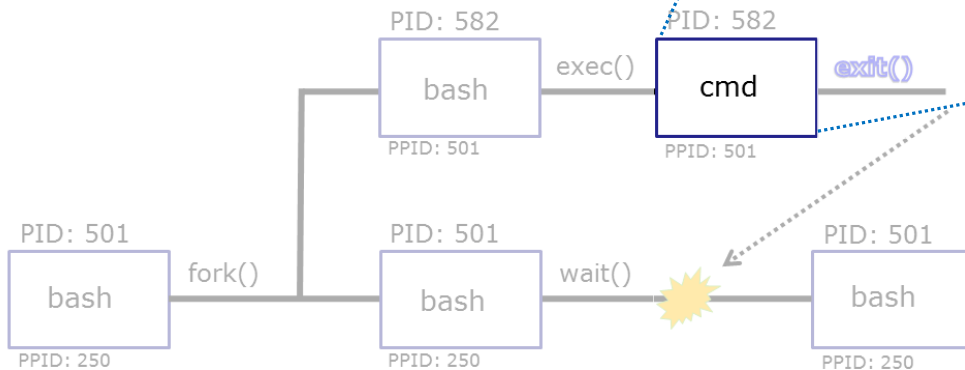 PID: 582
PID: 582
bash
exec()
cmd
exit()
PPID: 501
PPID: 501
PID: 501
PID: 501
PID: 501
bash
fork()
bash
wait()
bash
PPID: 250
PPID: 250
PPID: 250